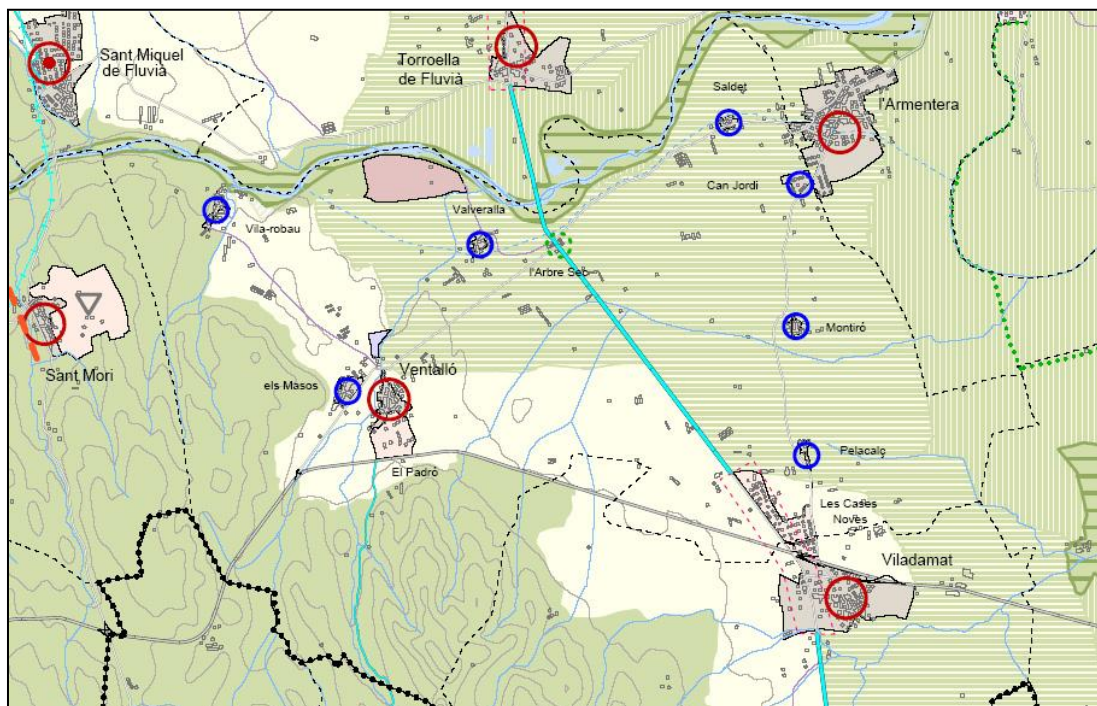 Sant Miquel
de Fluvià
Torroella
de Fluvià
Saldet
l'Armentera
Can Jordi
Vila-robau
Valveralla
l'Arbre Sec
Montiró
Sant Mori
els Masos
Ventalló
El Padró
Pelacalç
Les Cases
Noves
Viladamat